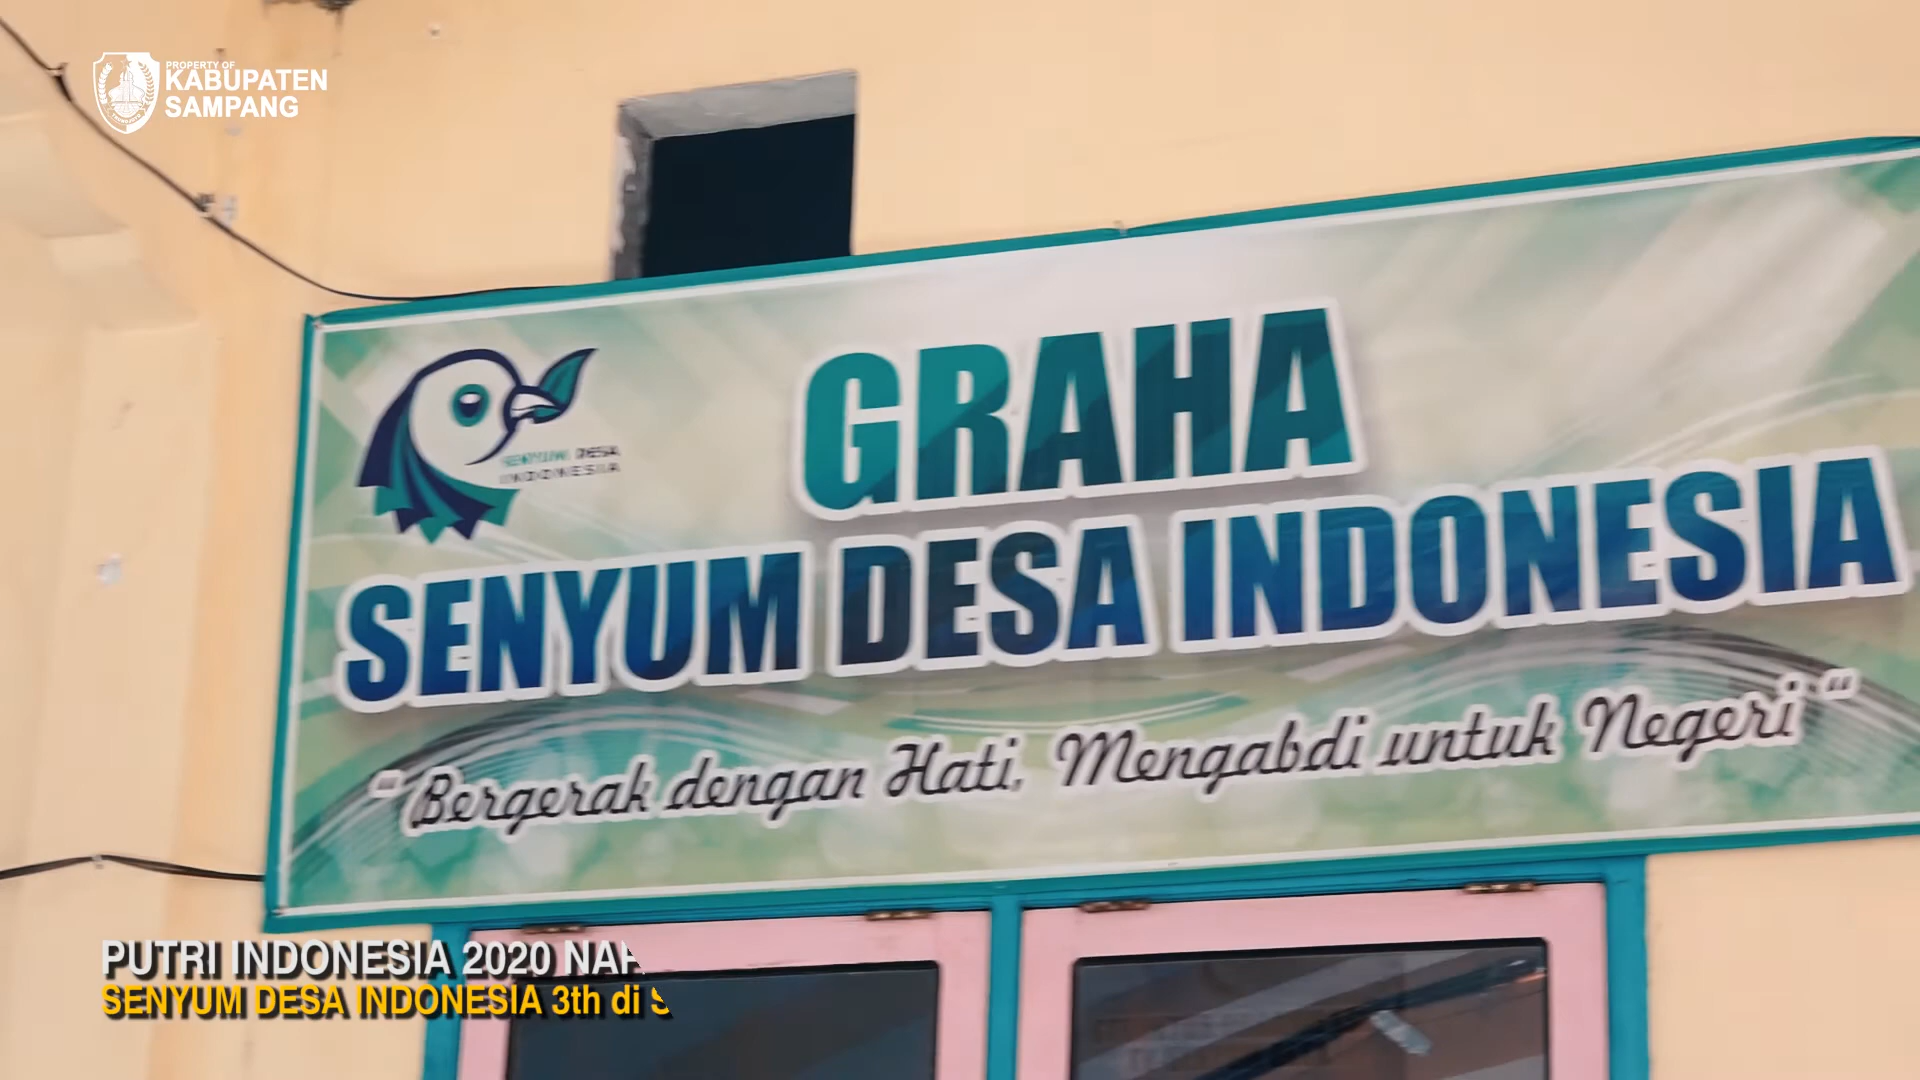 PROPERTY OF
KABUPATEN
SAMPANG
GRAHA
SENYUM DESA
INDONESIA
SENYUM DESA INDONESIA
“ Bergerak dengan Hati, Mengabdi untuk Negeri “
PUTRI INDONESIA 2020
SENYUM DESA INDONESIA 3th di